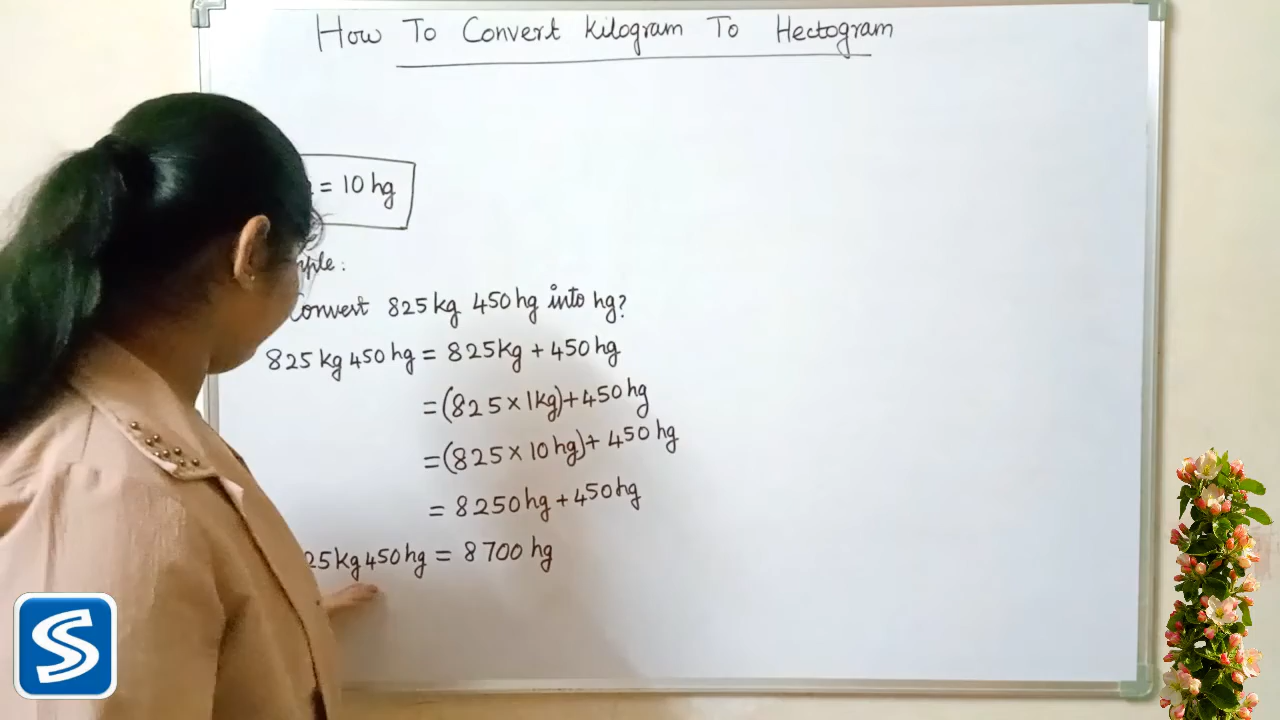 How To Convert Kilogram To Hectogram
= 10 hg
mple:
Convert 825 kg 450 hg into hg?
825 kg 450 hg = 825 kg + 450 hg
= (825 × 1 kg) + 450 hg
= (825 × 10 hg) + 450 hg
= 8250 hg + 450 hg
25 kg 450 hg = 8700 hg
S